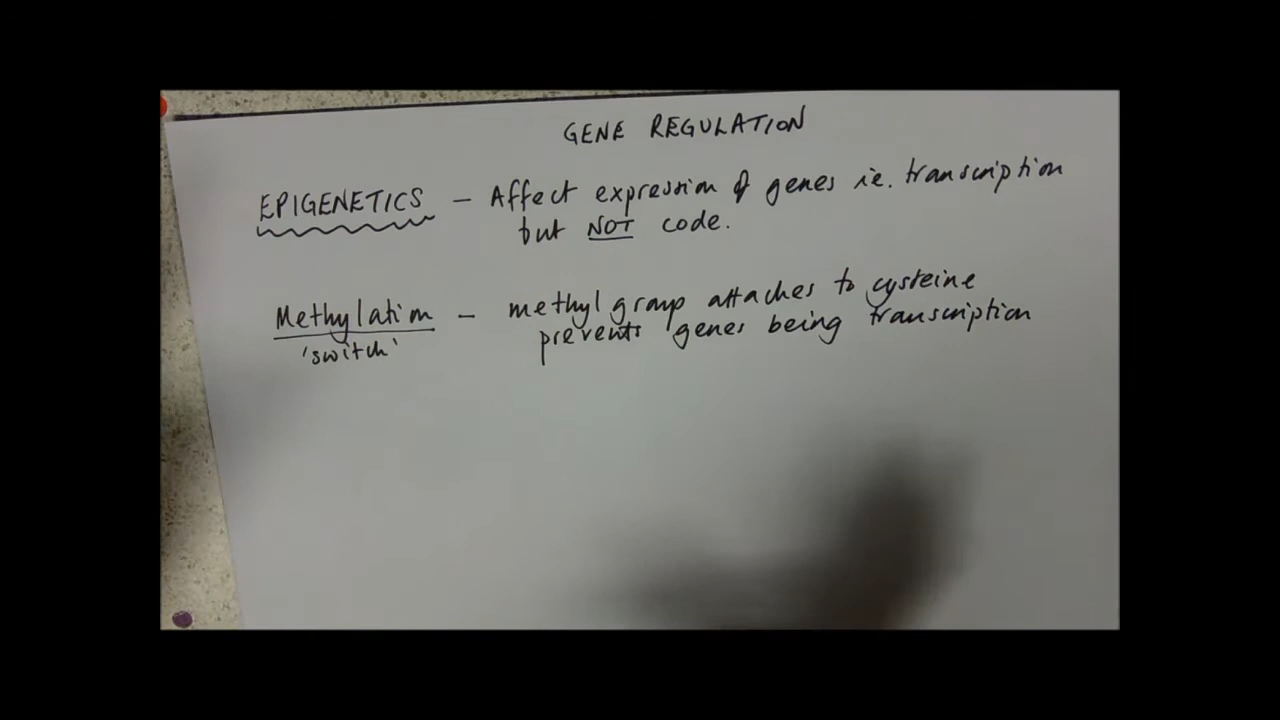 GENE REGULATION
EPIGENETICS - Affect expression of genes i.e. transcription
but NOT code.
Methylation - methyl group attaches to cysteine
'switch' prevents genes being transcription